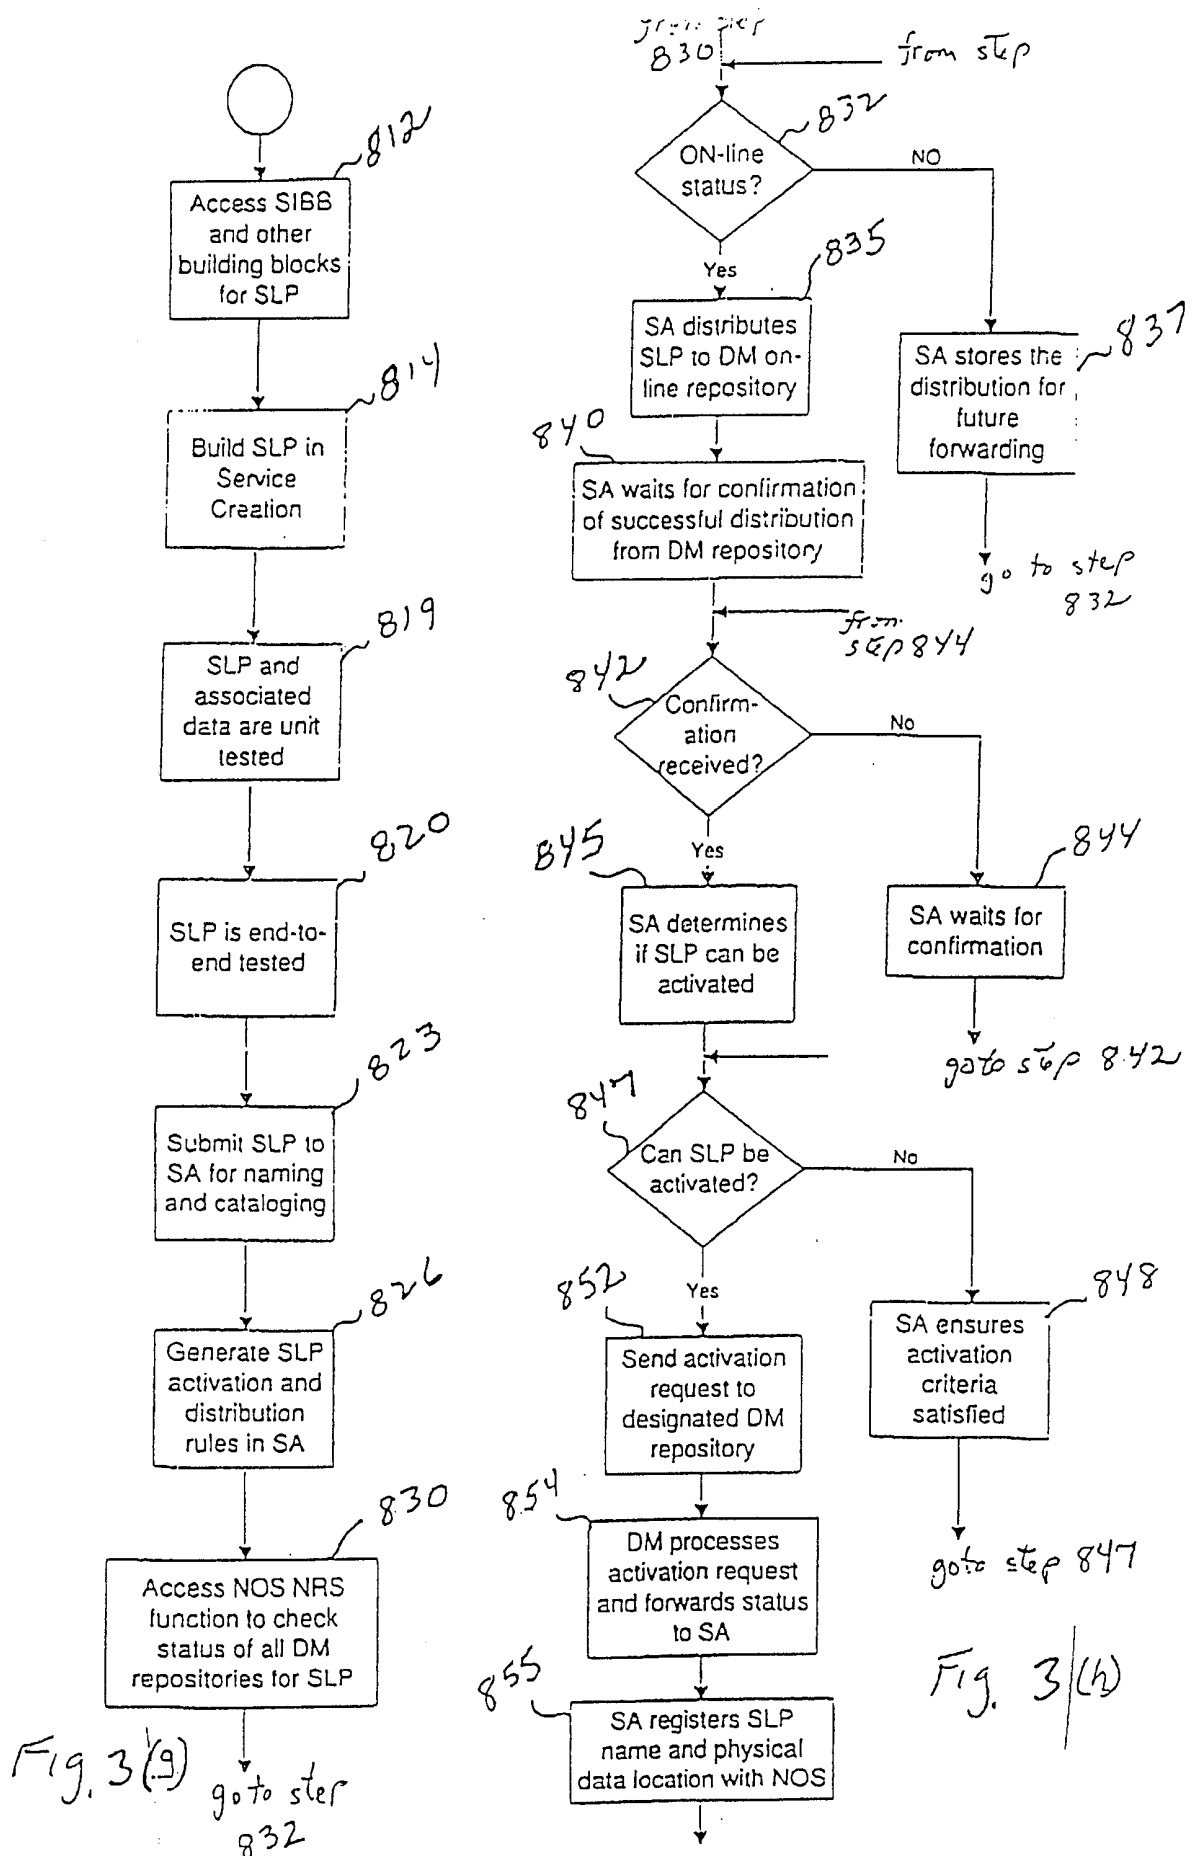 812
Access SIBB
and other
building blocks
for SLP
814
Build SLP in
Service
Creation
819
SLP and
associated
data are unit
tested
820
SLP is end-to-
end tested
823
Submit SLP to
SA for naming
and cataloging
826
Generate SLP
activation and
distribution
rules in SA
830
Access NOS NRS
function to check
status of all DM
repositories for SLP
Fig. 3(g)
go to step
832
from step
830
from step
832
ON-line
status?
NO
Yes
835
SA distributes
SLP to DM on-
line repository
837
SA stores the
distribution for
future
forwarding
go to step
832
840
SA waits for confirmation
of successful distribution
from DM repository
from
step 844
842
Confirm-
ation
received?
No
Yes
844
SA waits for
confirmation
goto step 842
845
SA determines
if SLP can be
activated
847
Can SLP be
activated?
No
Yes
848
SA ensures
activation
criteria
satisfied
goto step 847
852
Send activation
request to
designated DM
repository
854
DM processes
activation request
and forwards status
to SA
855
SA registers SLP
name and physical
data location with NOS
Fig. 3(h)